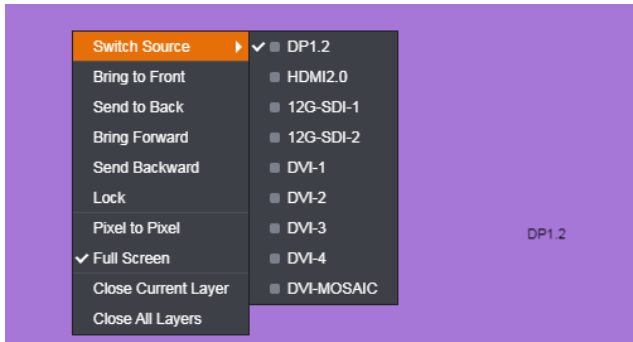 Switch Source
Bring to Front
Send to Back
Bring Forward
Send Backward
Lock
Pixel to Pixel
Full Screen
Close Current Layer
Close All Layers
DP1.2
HDMI2.0
12G-SDI-1
12G-SDI-2
DVI-1
DVI-2
DVI-3
DVI-4
DVI-MOSAIC
DP1.2